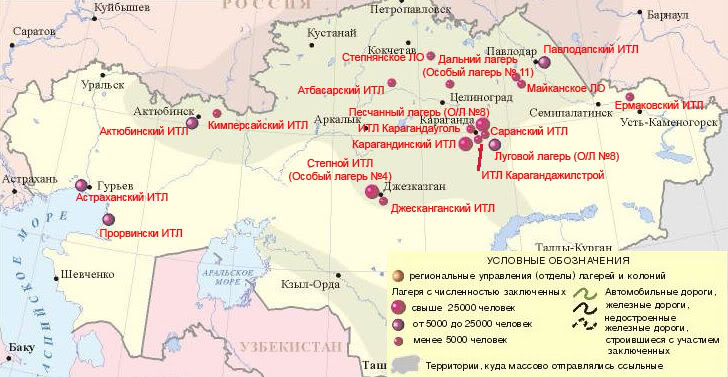 РОССИЯ
Куйбышев
Петропавловск
Барнаул
Саратов
Кустанай
Кокчетав
Павлодар
Павлодапский ИТЛ
Степнянское ЛО
Дальний лагерь
(Особый лагерь № 11)
Уральск
Атбасарский ИТЛ
Майканское ЛО
Целиноград
Ермаковский ИТЛ
Актюбинск
Кимперсайский ИТЛ
Песчанный лагерь (О/Л №8)
Семипалатинск
Аркалык
Караганда
Усть-Каменогорск
Актюбинский ИТЛ
ИТЛ Карагандауголь
Саранский ИТЛ
Карагандинский ИТЛ
Луговой лагерь (О/Л №8)
Степной ИТЛ
(Особый лагерь №4)
ИТЛ Карагандажилстрой
Астрахань
Гурьев
Джезказган
Астраханский ИТЛ
Джесканганский ИТЛ
Прорвински ИТЛ
Талды-Курган
УСЛОВНЫЕ ОБОЗНАЧЕНИЯ
Шевченко
АРАЛЬСКОЕ
МОРЕ
Кзыл-Орда
региональные управления (отделы) лагерей и колоний
Лагеря с численностью заключенных
свыше 25000 человек
от 5000 до 25000 человек
менее 5000 человек
Автомобильные дороги,
железные дороги,
недостроенные
железные дороги,
строившиеся с участием
заключенных
Территории, куда массово отправлялись ссыльные
КАСПИЙСКОЕ МОРЕ
Баку
УЗБЕКИСТАН
Таш